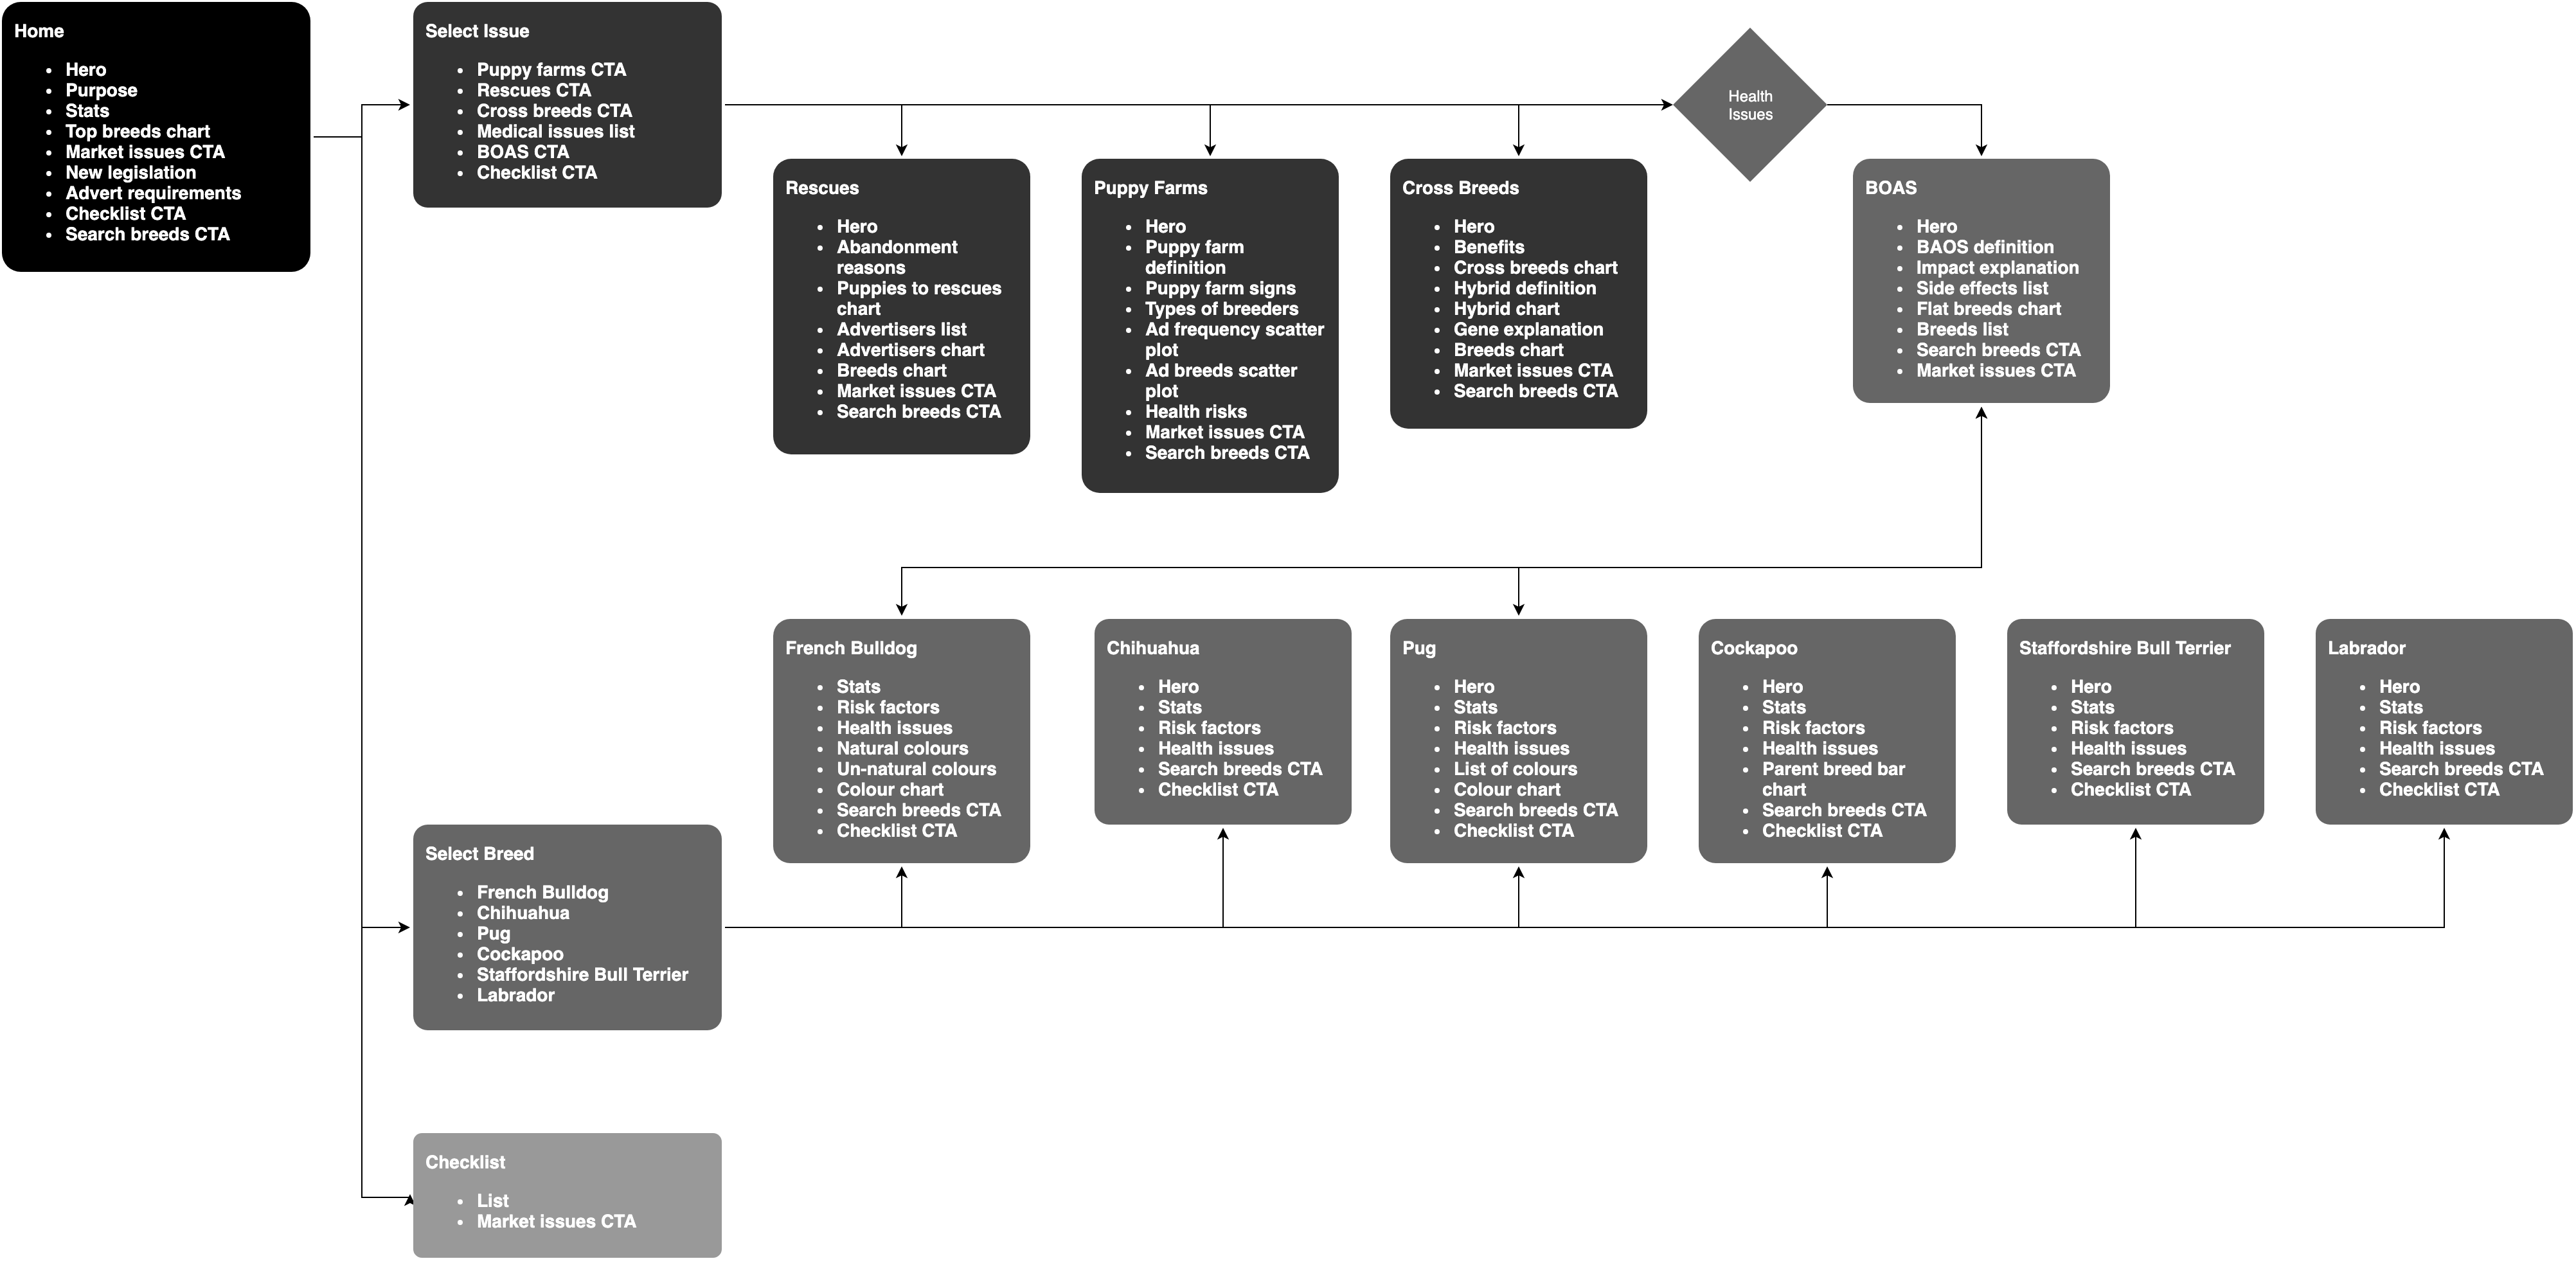 Home
• Hero
• Purpose
• Stats
• Top breeds chart
• Market issues CTA
• New legislation
• Advert requirements
• Checklist CTA
• Search breeds CTA
Select Issue
• Puppy farms CTA
• Rescues CTA
• Cross breeds CTA
• Medical issues list
• BOAS CTA
• Checklist CTA
Health
Issues
Rescues
• Hero
• Abandonment
reasons
• Puppies to rescues
chart
• Advertisers list
• Advertisers chart
• Breeds chart
• Market issues CTA
• Search breeds CTA
Puppy Farms
• Hero
• Puppy farm
definition
• Puppy farm signs
• Types of breeders
• Ad frequency scatter
plot
• Ad breeds scatter
plot
• Health risks
• Market issues CTA
• Search breeds CTA
Cross Breeds
• Hero
• Benefits
• Cross breeds chart
• Hybrid definition
• Hybrid chart
• Gene explanation
• Breeds chart
• Market issues CTA
• Search breeds CTA
BOAS
• Hero
• BAOS definition
• Impact explanation
• Side effects list
• Flat breeds chart
• Breeds list
• Search breeds CTA
• Market issues CTA
French Bulldog
• Stats
• Risk factors
• Health issues
• Natural colours
• Un-natural colours
• Colour chart
• Search breeds CTA
• Checklist CTA
Chihuahua
• Hero
• Stats
• Risk factors
• Health issues
• Search breeds CTA
• Checklist CTA
Pug
• Hero
• Stats
• Risk factors
• Health issues
• List of colours
• Colour chart
• Search breeds CTA
• Checklist CTA
Cockapoo
• Hero
• Stats
• Risk factors
• Health issues
• Parent breed bar
chart
• Search breeds CTA
• Checklist CTA
Staffordshire Bull Terrier
• Hero
• Stats
• Risk factors
• Health issues
• Search breeds CTA
• Checklist CTA
Labrador
• Hero
• Stats
• Risk factors
• Health issues
• Search breeds CTA
• Checklist CTA
Select Breed
• French Bulldog
• Chihuahua
• Pug
• Cockapoo
• Staffordshire Bull Terrier
• Labrador
Checklist
• List
• Market issues CTA